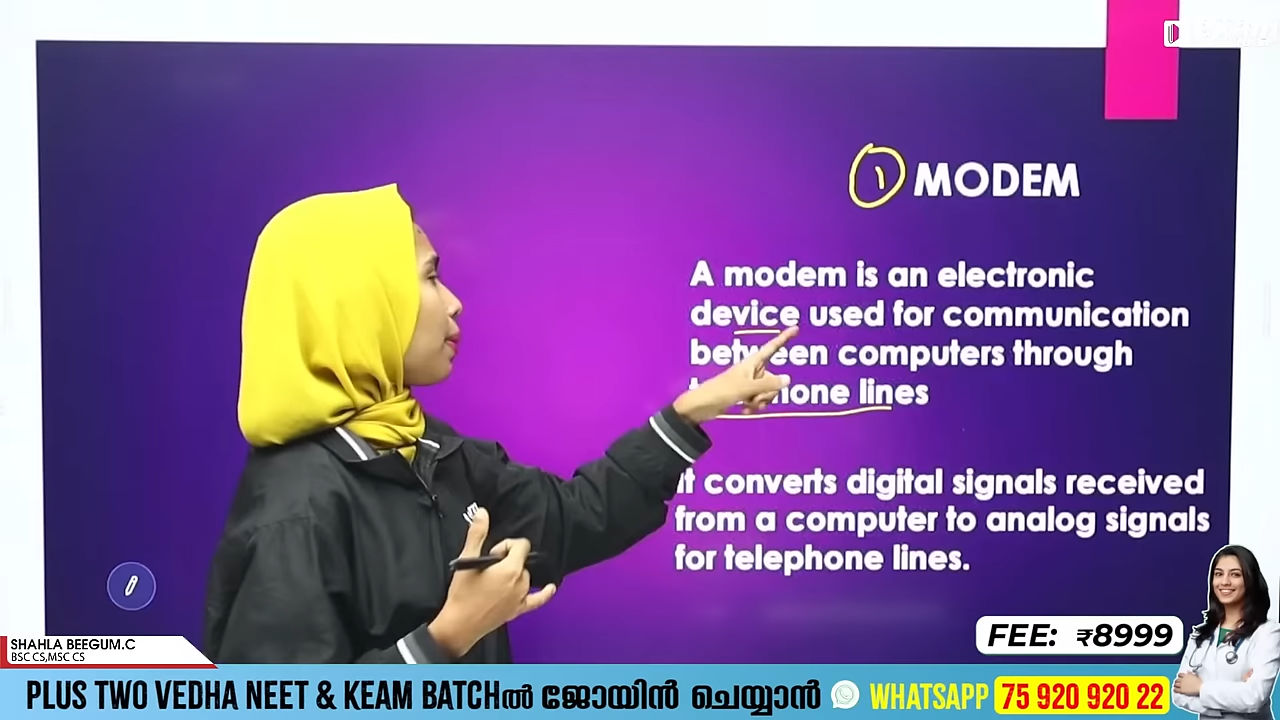 1 MODEM
A modem is an electronic
device used for communication
between computers through
lines
It converts digital signals received
from a computer to analog signals
for telephone lines.
FEE: ₹8999
SHAHLA BEEGUM.C
BSC CS,MSC CS
PLUS TWO VEDHA NEET & KEAM BATCHൽ ജോയിൻ ചെയ്യാൻ WHATSAPP 75 920 920 22